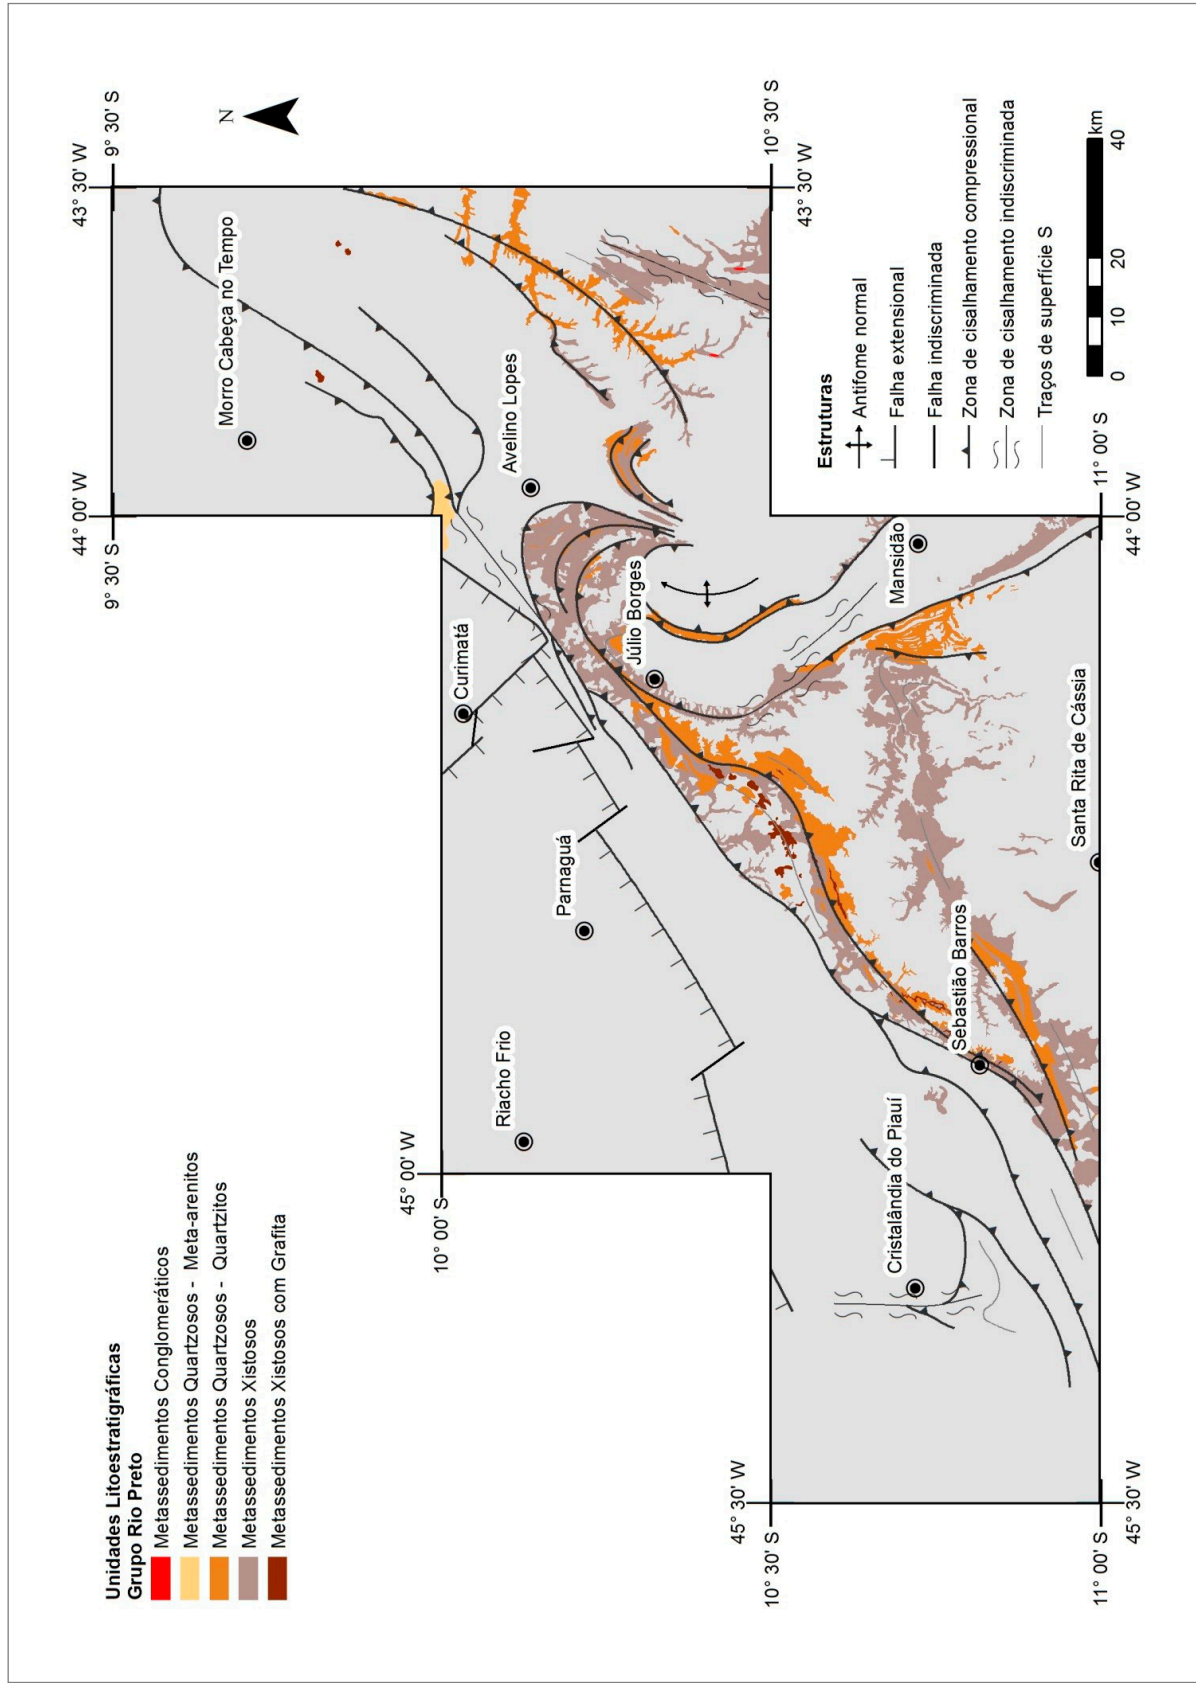 Unidades Litoestratigráficas
Grupo Rio Preto
Metassedimentos Conglomeráticos
Metassedimentos Quartzosos - Meta-arenitos
Metassedimentos Quartzosos - Quartzitos
Metassedimentos Xistosos
Metassedimentos Xistosos com Grafita
44° 00' W
43° 30' W
9° 30' S
9° 30' S
N
Morro Cabeça no Tempo
45° 00' W
10° 00' S
Curimatá
Avelino Lopes
Riacho Frio
Parnaguá
Júlio Borges
45° 30' W
10° 30' S
10° 30' S
43° 30' W
Cristalândia do Piauí
Sebastião Barros
Mansidão
Santa Rita de Cássia
11° 00' S
45° 30' W
11° 00' S
44° 00' W
Estruturas
Antifome normal
Falha extensional
Falha indiscriminada
Zona de cisalhamento compressional
Zona de cisalhamento indiscriminada
Traços de superfície S
0 10 20 40
km